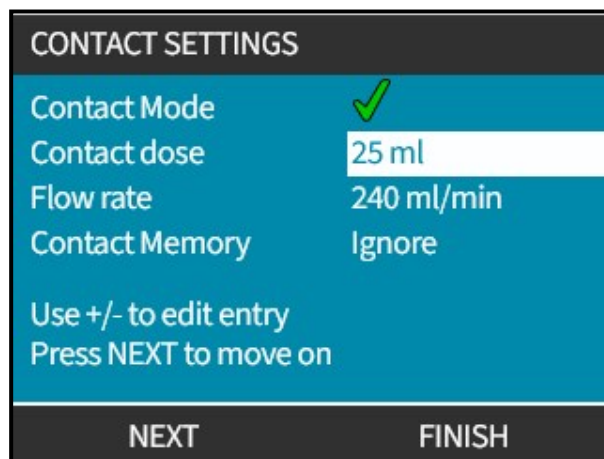 CONTACT SETTINGS
Contact Mode
Contact dose 25 ml
Flow rate 240 ml/min
Contact Memory Ignore
Use +/- to edit entry
Press NEXT to move on
NEXT FINISH